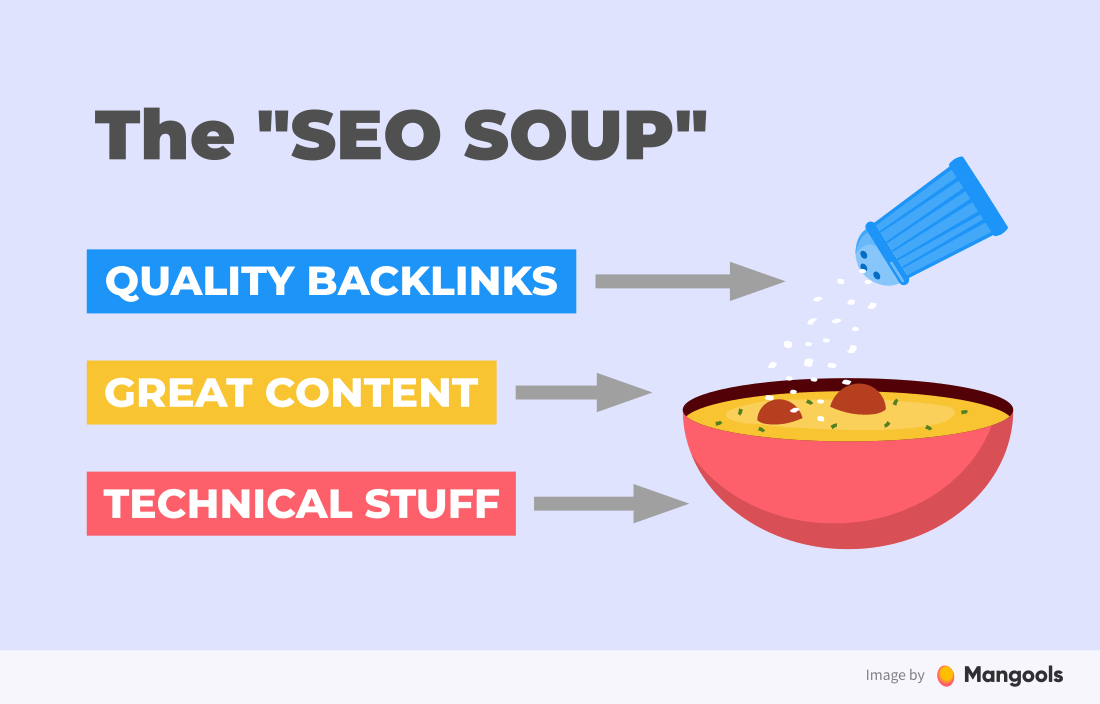 The "SEO SOUP"
QUALITY BACKLINKS
GREAT CONTENT
TECHNICAL STUFF
Image by Mangools